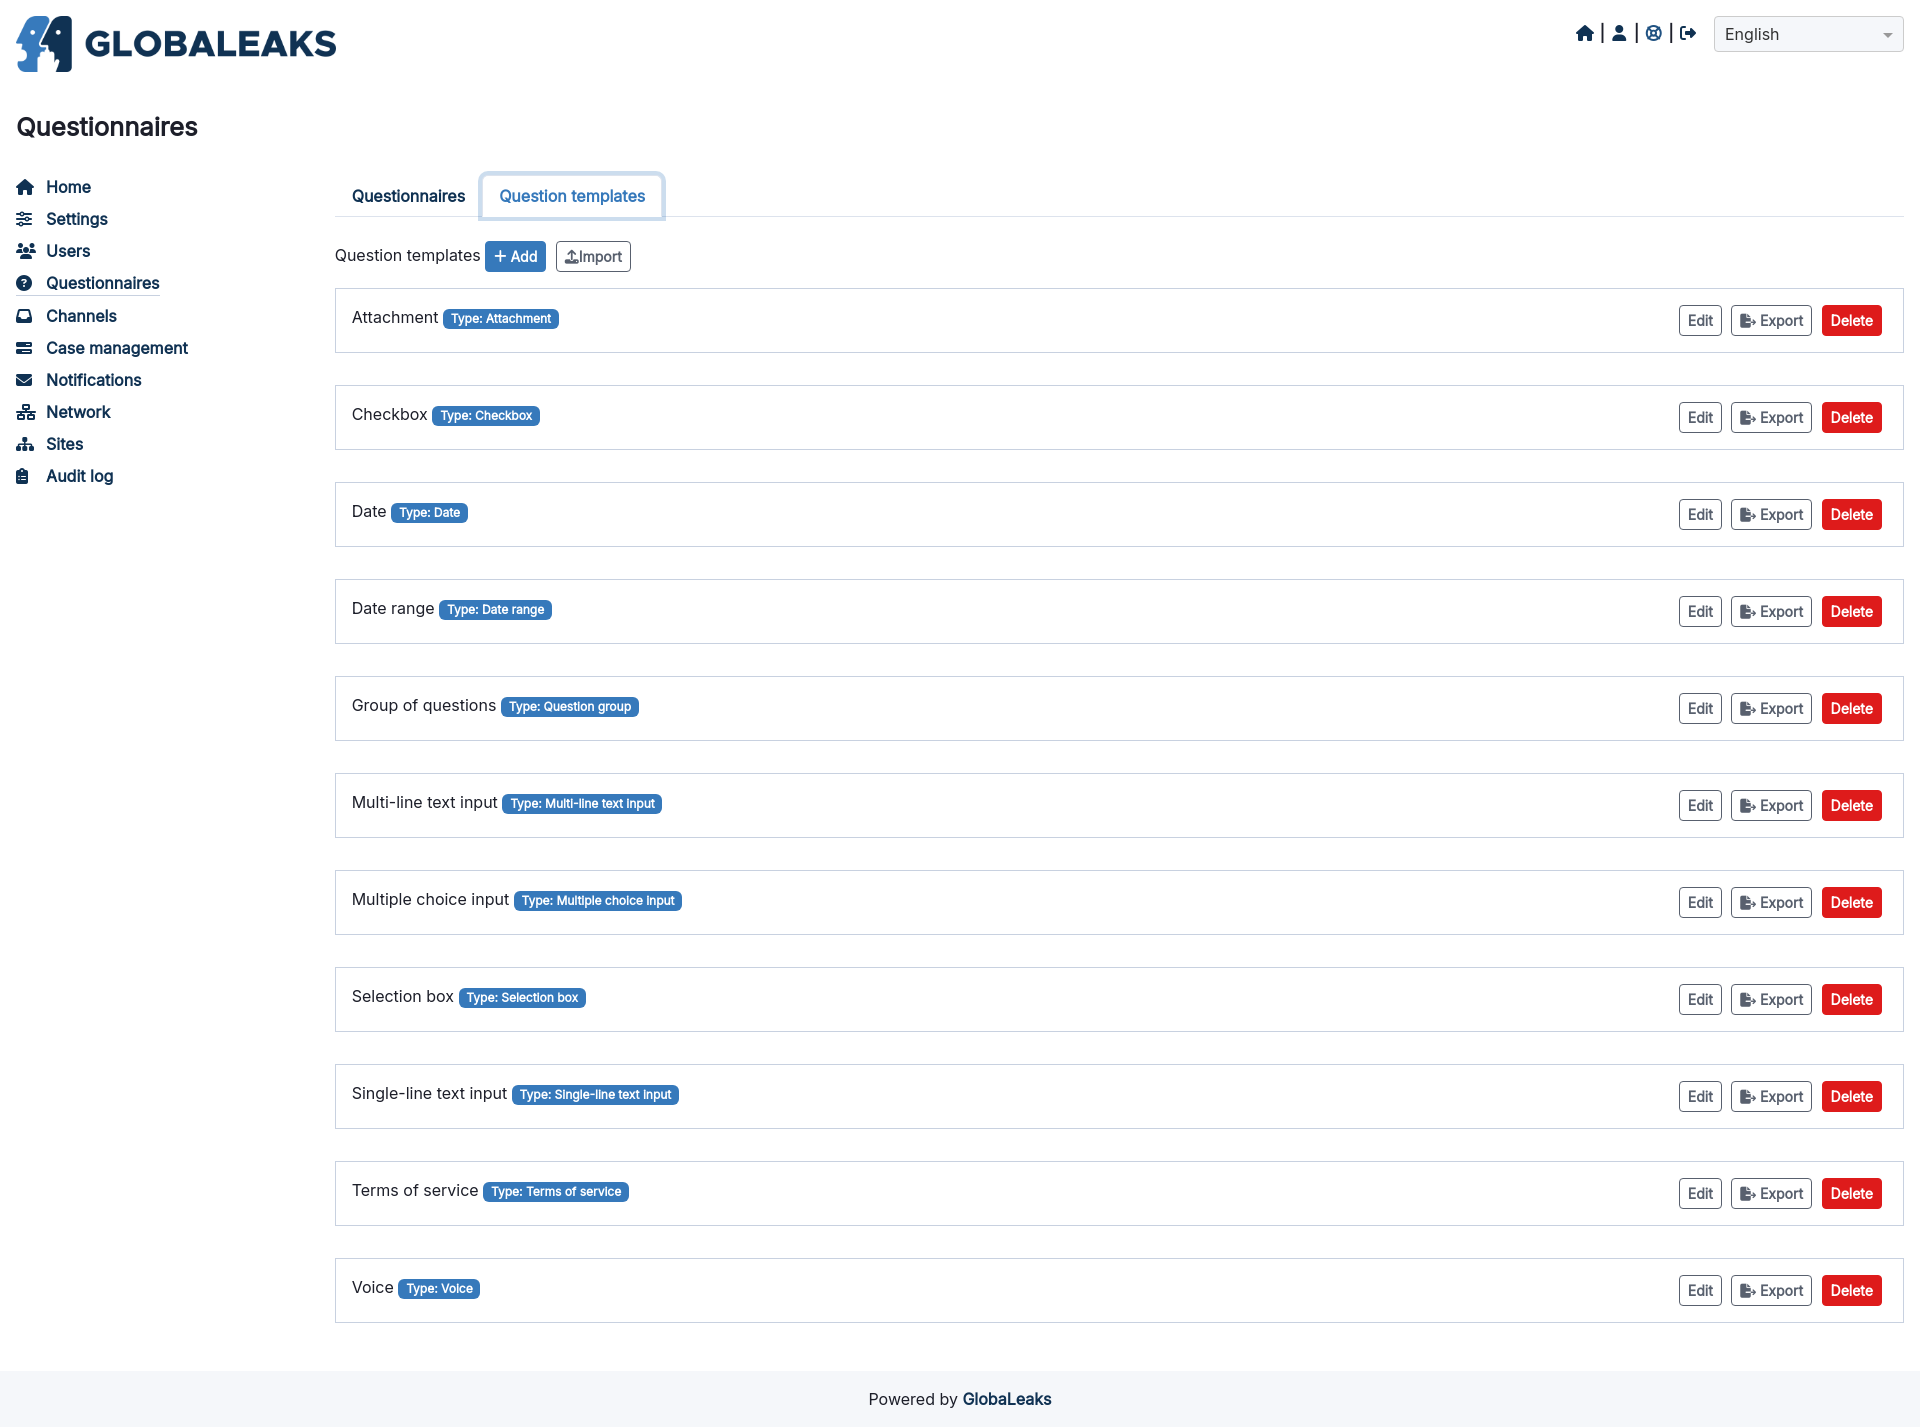 GLOBALEAKS
| | | English
Questionnaires
Home
Settings
Users
Questionnaires
Channels
Case management
Notifications
Network
Sites
Audit log
Questionnaires Question templates
Question templates + Add Import
Attachment Type: Attachment Edit Export Delete
Checkbox Type: Checkbox Edit Export Delete
Date Type: Date Edit Export Delete
Date range Type: Date range Edit Export Delete
Group of questions Type: Question group Edit Export Delete
Multi-line text input Type: Multi-line text input Edit Export Delete
Multiple choice input Type: Multiple choice input Edit Export Delete
Selection box Type: Selection box Edit Export Delete
Single-line text input Type: Single-line text input Edit Export Delete
Terms of service Type: Terms of service Edit Export Delete
Voice Type: Voice Edit Export Delete
Powered by GlobaLeaks